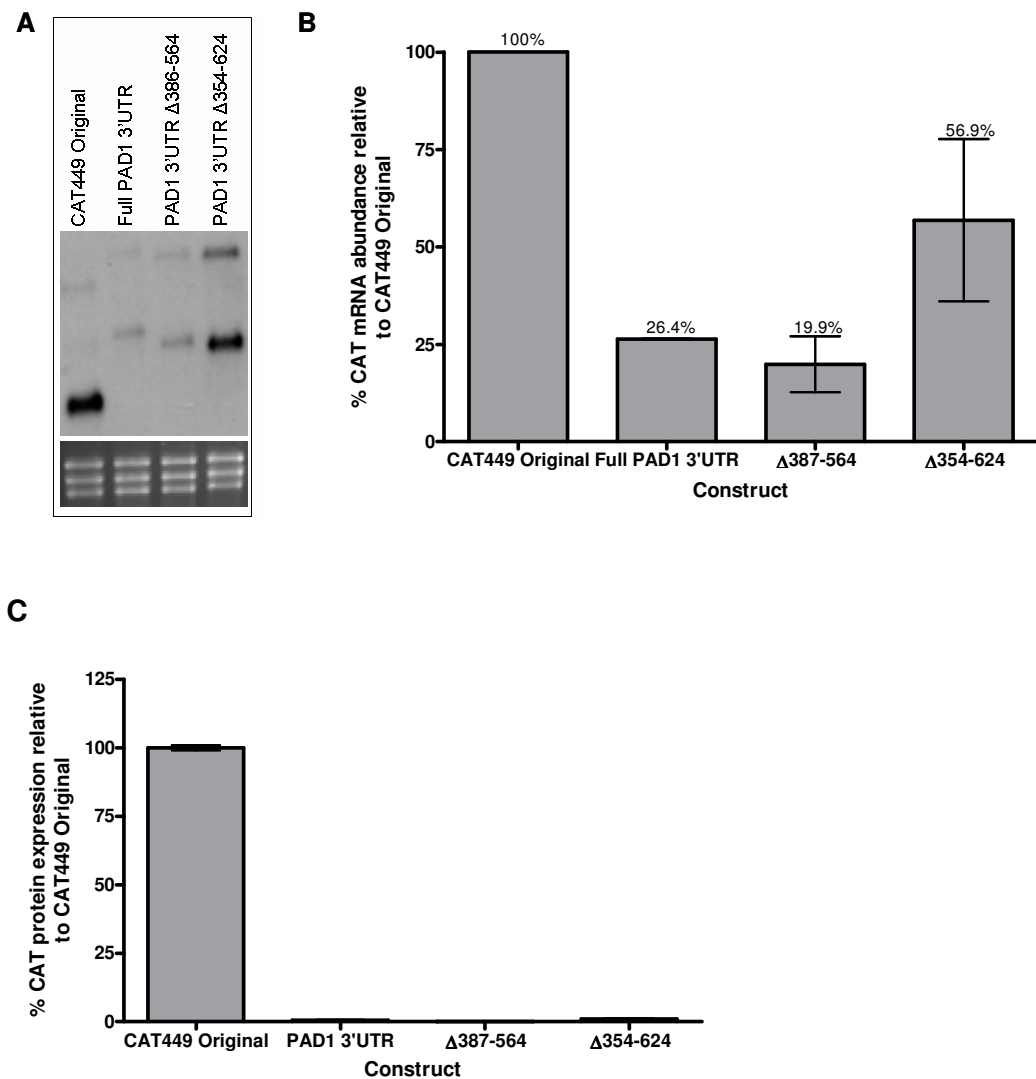 A
CAT449 Original
Full PAD1 3'UTR
PAD1 3'UTR Δ386-564
PAD1 3'UTR Δ354-624
B
% CAT mRNA abundance relative
to CAT449 Original
100
75
50
25
0
100%
26.4%
19.9%
56.9%
CAT449 Original
Full PAD1 3'UTR
Δ387-564
Δ354-624
Construct
C
% CAT protein expression relative
to CAT449 Original
125
100
75
50
25
0
CAT449 Original
PAD1 3'UTR
Δ387-564
Δ354-624
Construct